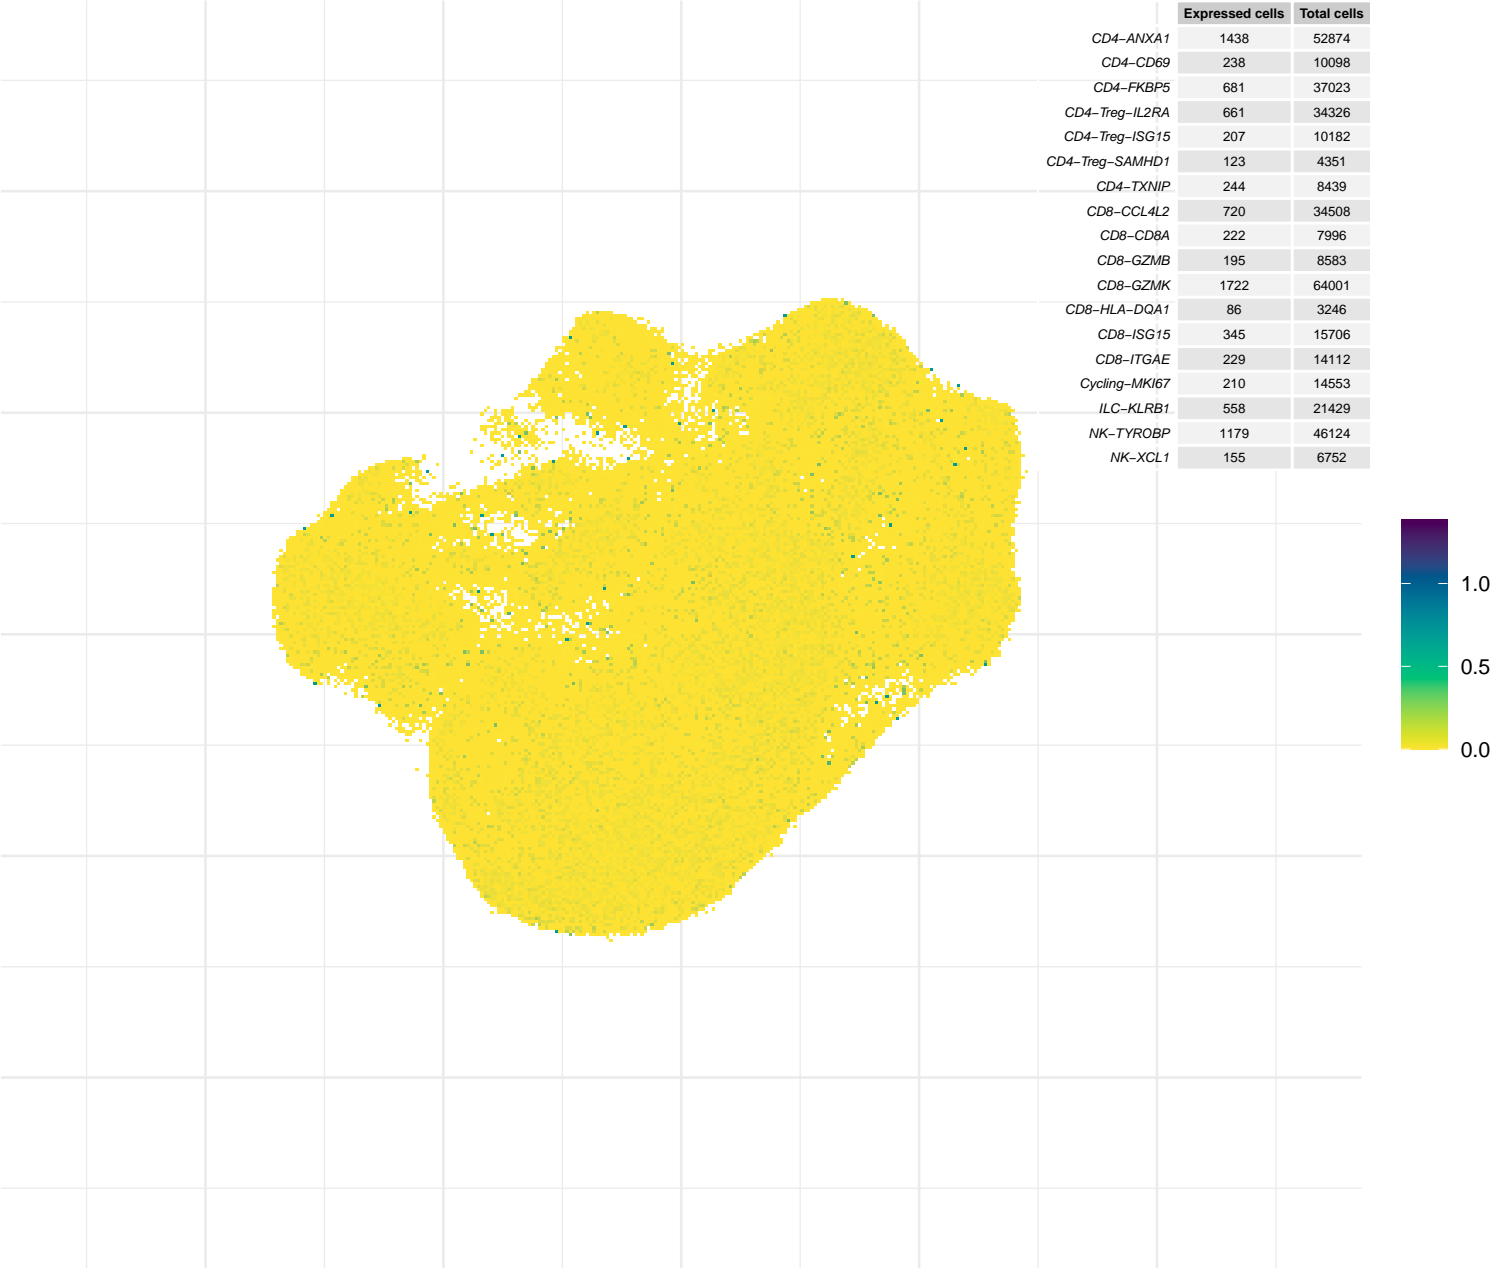 Expressed cells Total cells
CD4−ANXA1 1438 52874
CD4−CD69 238 10098
CD4−FKBP5 681 37023
CD4−Treg−IL2RA 661 34326
CD4−Treg−ISG15 207 10182
CD4−Treg−SAMHD1 123 4351
CD4−TXNIP 244 8439
CD8−CCL4L2 720 34508
CD8−CD8A 222 7996
CD8−GZMB 195 8583
CD8−GZMK 1722 64001
CD8−HLA−DQA1 86 3246
CD8−ISG15 345 15706
CD8−ITGAE 229 14112
Cycling−MKI67 210 14553
ILC−KLRB1 558 21429
NK−TYROBP 1179 46124
NK−XCL1 155 6752
1.0
0.5
0.0